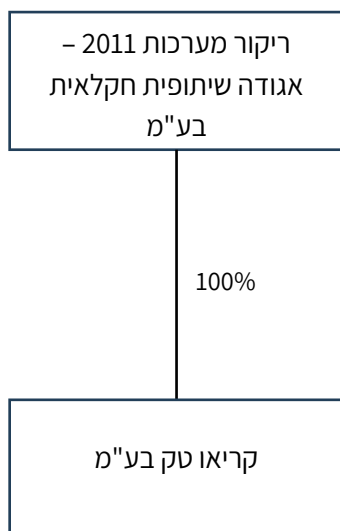 ריקור מערכות 2011 –
אגודה שיתופית חקלאית
בע"מ
100%
קריאו טק בע"מ